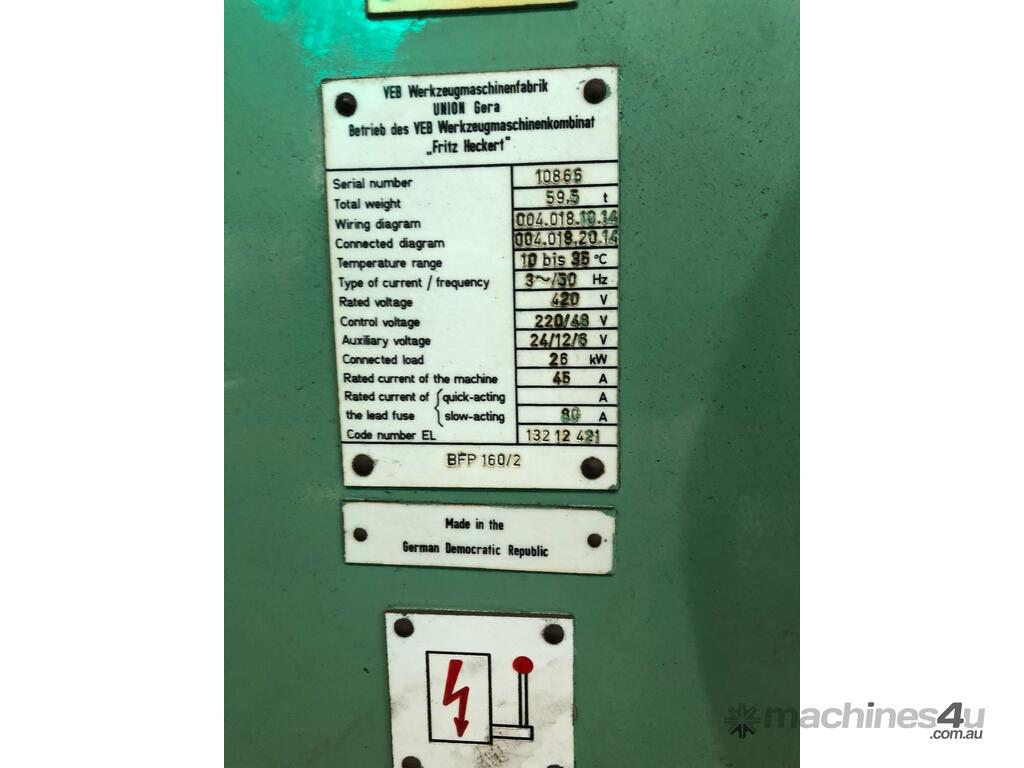 VEB Werkzeugmaschinenfabrik
UNION Gera
Betrieb des VEB Werkzeugmaschinenkombinat
„Fritz Heckert"
Serial number 10866
Total weight 59,5 t
Wiring diagram 004.018.10.14
Connected diagram 004.018.20.14
Temperature range 10 bis 35 °C
Type of current / frequency 3~/50 Hz
Rated voltage 420 V
Control voltage 220/48 V
Auxiliary voltage 24/12/6 V
Connected load 26 kW
Rated current of the machine 45 A
Rated current of quick-acting A
the lead fuse slow-acting 80 A
Code number EL 132 12 421
BFP 160/2
Made in the
German Democratic Republic
machines4u
.com.au